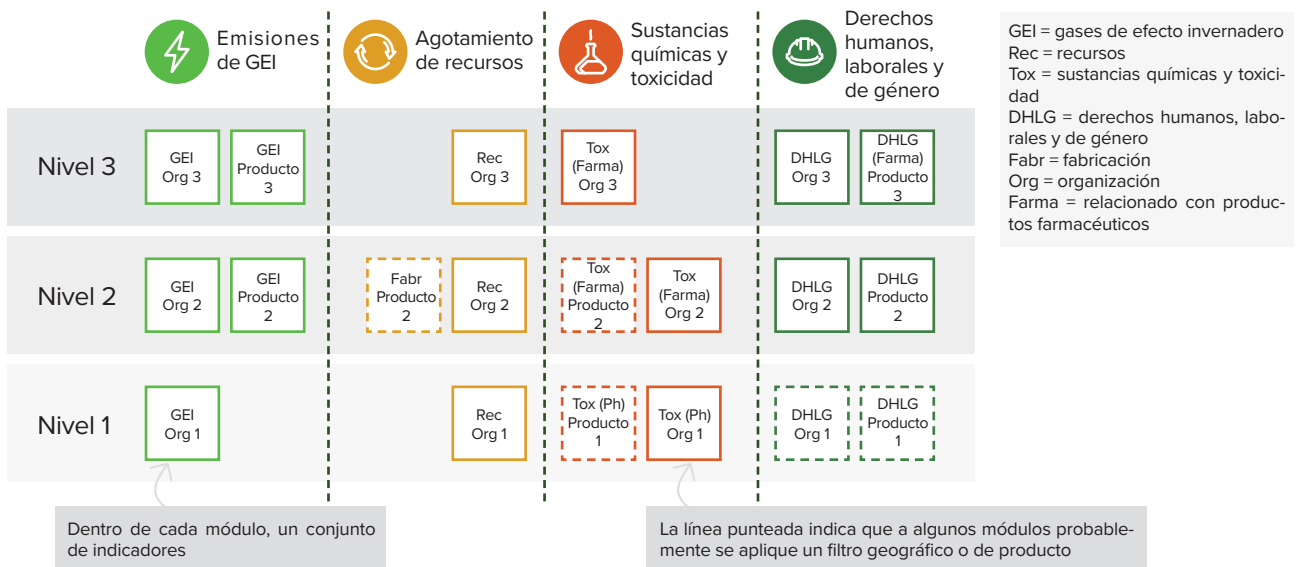 Emisiones
de GEI
Agotamiento
de recursos
Sustancias
químicas y
toxicidad
Derechos
humanos,
laborales y
de género
GEI = gases de efecto invernadero
Rec = recursos
Tox = sustancias químicas y toxici-
dad
DHLG = derechos humanos, labo-
rales y de género
Fabr = fabricación
Org = organización
Farma = relacionado con produc-
tos farmacéuticos
Nivel 3
GEI
Org 3
GEI
Producto
3
Rec
Org 3
Tox
(Farma)
Org 3
DHLG
Org 3
DHLG
(Farma)
Producto
3
Nivel 2
GEI
Org 2
GEI
Producto
2
Fabr
Producto
2
Rec
Org 2
Tox
(Farma)
Producto
2
Tox
(Farma)
Org 2
DHLG
Org 2
DHLG
Producto
2
Nivel 1
GEI
Org 1
Rec
Org 1
Tox (Ph)
Producto
1
Tox (Ph)
Org 1
DHLG
Org 1
DHLG
Producto
1
Dentro de cada módulo, un conjunto
de indicadores
La línea punteada indica que a algunos módulos probable-
mente se aplique un filtro geográfico o de producto